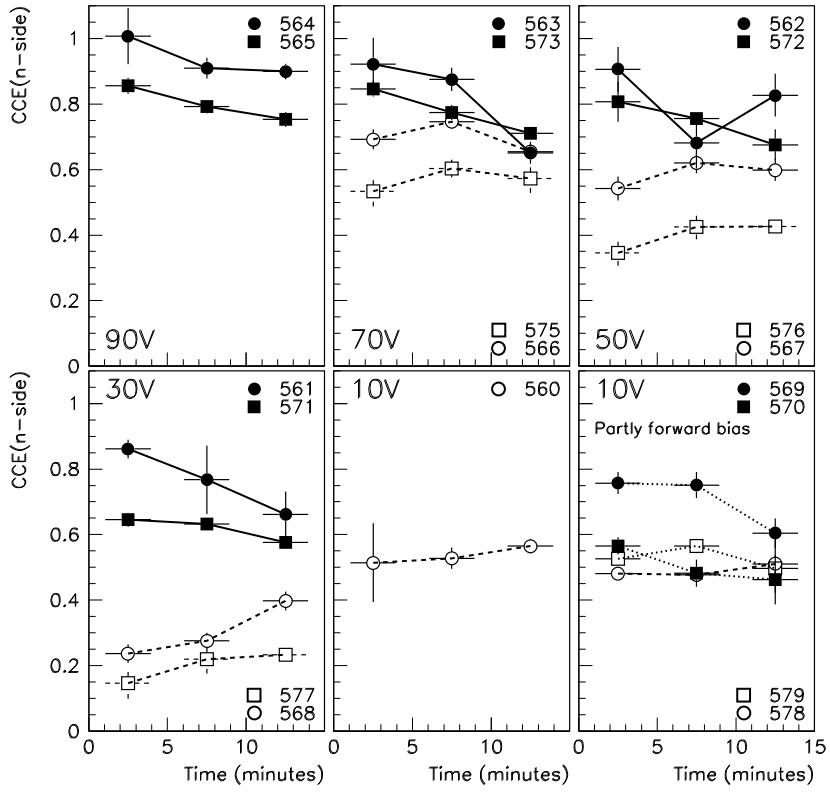 CCE(n-side)
1
0.8
0.6
0.4
0.2
0
564
565
90V
563
573
70V
575
566
562
572
50V
576
567
CCE(n-side)
1
0.8
0.6
0.4
0.2
0
30V
561
571
577
568
10V
560
10V
569
570
Partly forward bias
579
578
0 5 10 0 5 10 0 5 10 15
Time (minutes) Time (minutes) Time (minutes)